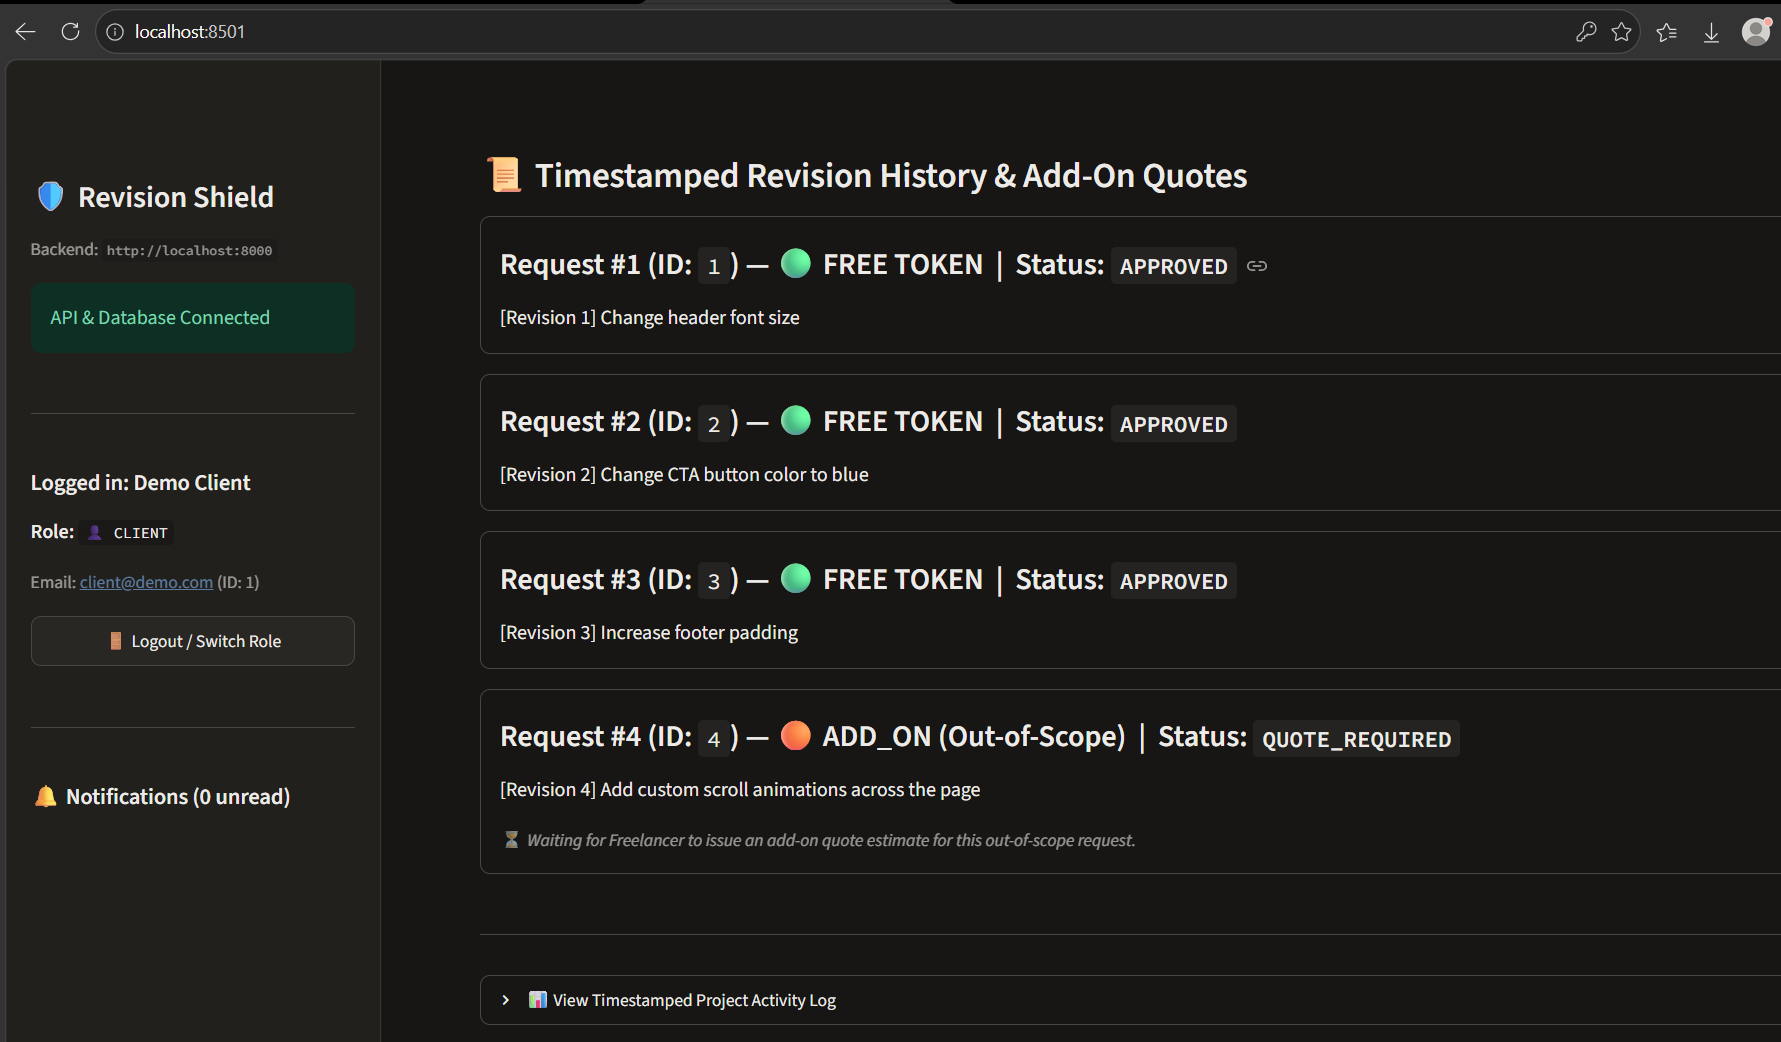 localhost:8501
Revision Shield
Backend: http://localhost:8000
API & Database Connected
Logged in: Demo Client
Role: CLIENT
Email: client@demo.com (ID: 1)
Logout / Switch Role
Notifications (0 unread)
Timestamped Revision History & Add-On Quotes
Request #1 (ID: 1) — FREE TOKEN | Status: APPROVED
[Revision 1] Change header font size
Request #2 (ID: 2) — FREE TOKEN | Status: APPROVED
[Revision 2] Change CTA button color to blue
Request #3 (ID: 3) — FREE TOKEN | Status: APPROVED
[Revision 3] Increase footer padding
Request #4 (ID: 4) — ADD_ON (Out-of-Scope) | Status: QUOTE_REQUIRED
[Revision 4] Add custom scroll animations across the page
Waiting for Freelancer to issue an add-on quote estimate for this out-of-scope request.
View Timestamped Project Activity Log